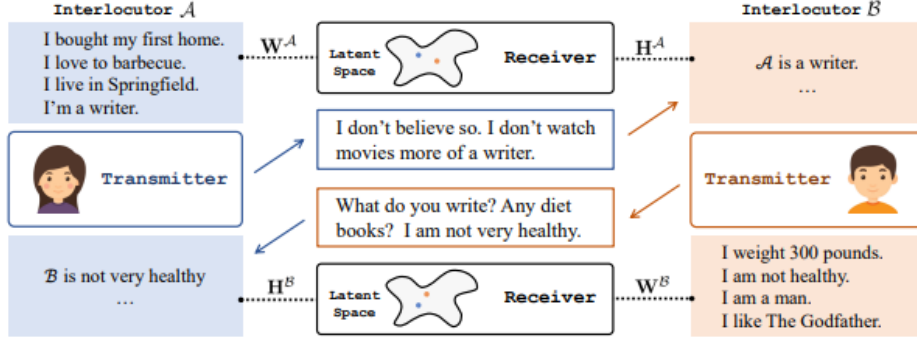 Interlocutor 𝒜
Interlocutor ℬ
I bought my first home.
I love to barbecue.
I live in Springfield.
I'm a writer.
W^𝒜
Latent
Space
Receiver
H^𝒜
𝒜 is a writer.
...
Transmitter
I don't believe so. I don't watch
movies more of a writer.
Transmitter
What do you write? Any diet
books? I am not very healthy.
ℬ is not very healthy
...
H^ℬ
Latent
Space
Receiver
W^ℬ
I weight 300 pounds.
I am not healthy.
I am a man.
I like The Godfather.